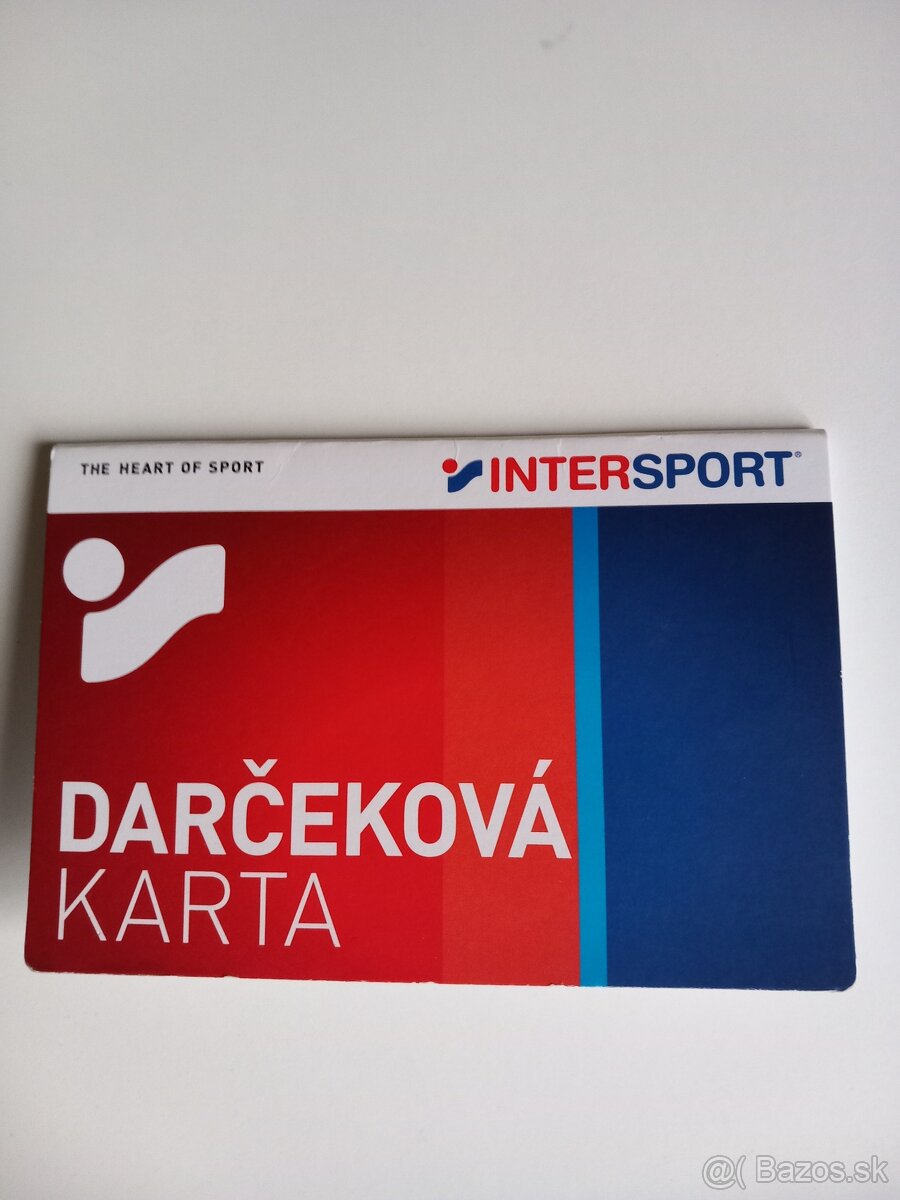 THE HEART OF SPORT
INTERSPORT®
DARČEKOVÁ
KARTA
@( Bazos.sk